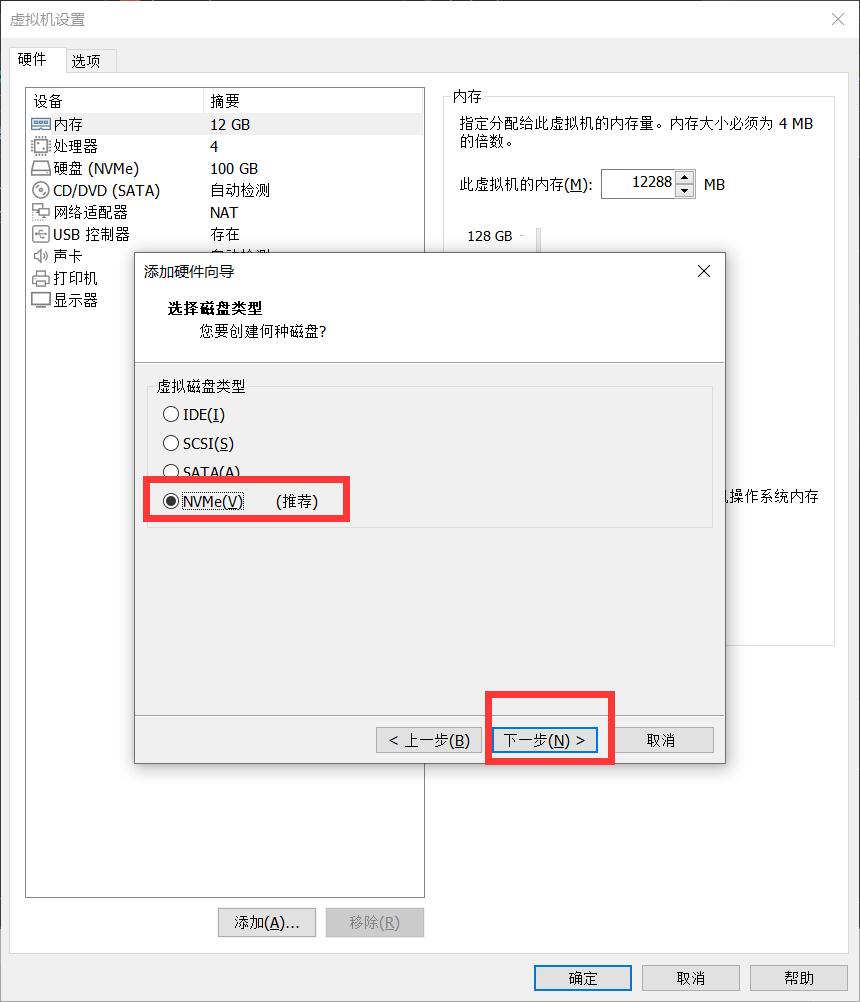 虚拟机设置
硬件 选项
设备 摘要
内存 12 GB
处理器 4
硬盘 (NVMe) 100 GB
CD/DVD (SATA) 自动检测
网络适配器 NAT
USB 控制器 存在
声卡 自动检测
打印机
显示器
内存
指定分配给此虚拟机的内存量。内存大小必须为 4 MB
的倍数。
此虚拟机的内存(M): 12288 MB
128 GB
操作系统内存
添加硬件向导
选择磁盘类型
您要创建何种磁盘?
虚拟磁盘类型
IDE(I)
SCSI(S)
SATA(A)
NVMe(V) (推荐)
< 上一步(B) 下一步(N) > 取消
添加(A)... 移除(R)
确定 取消 帮助